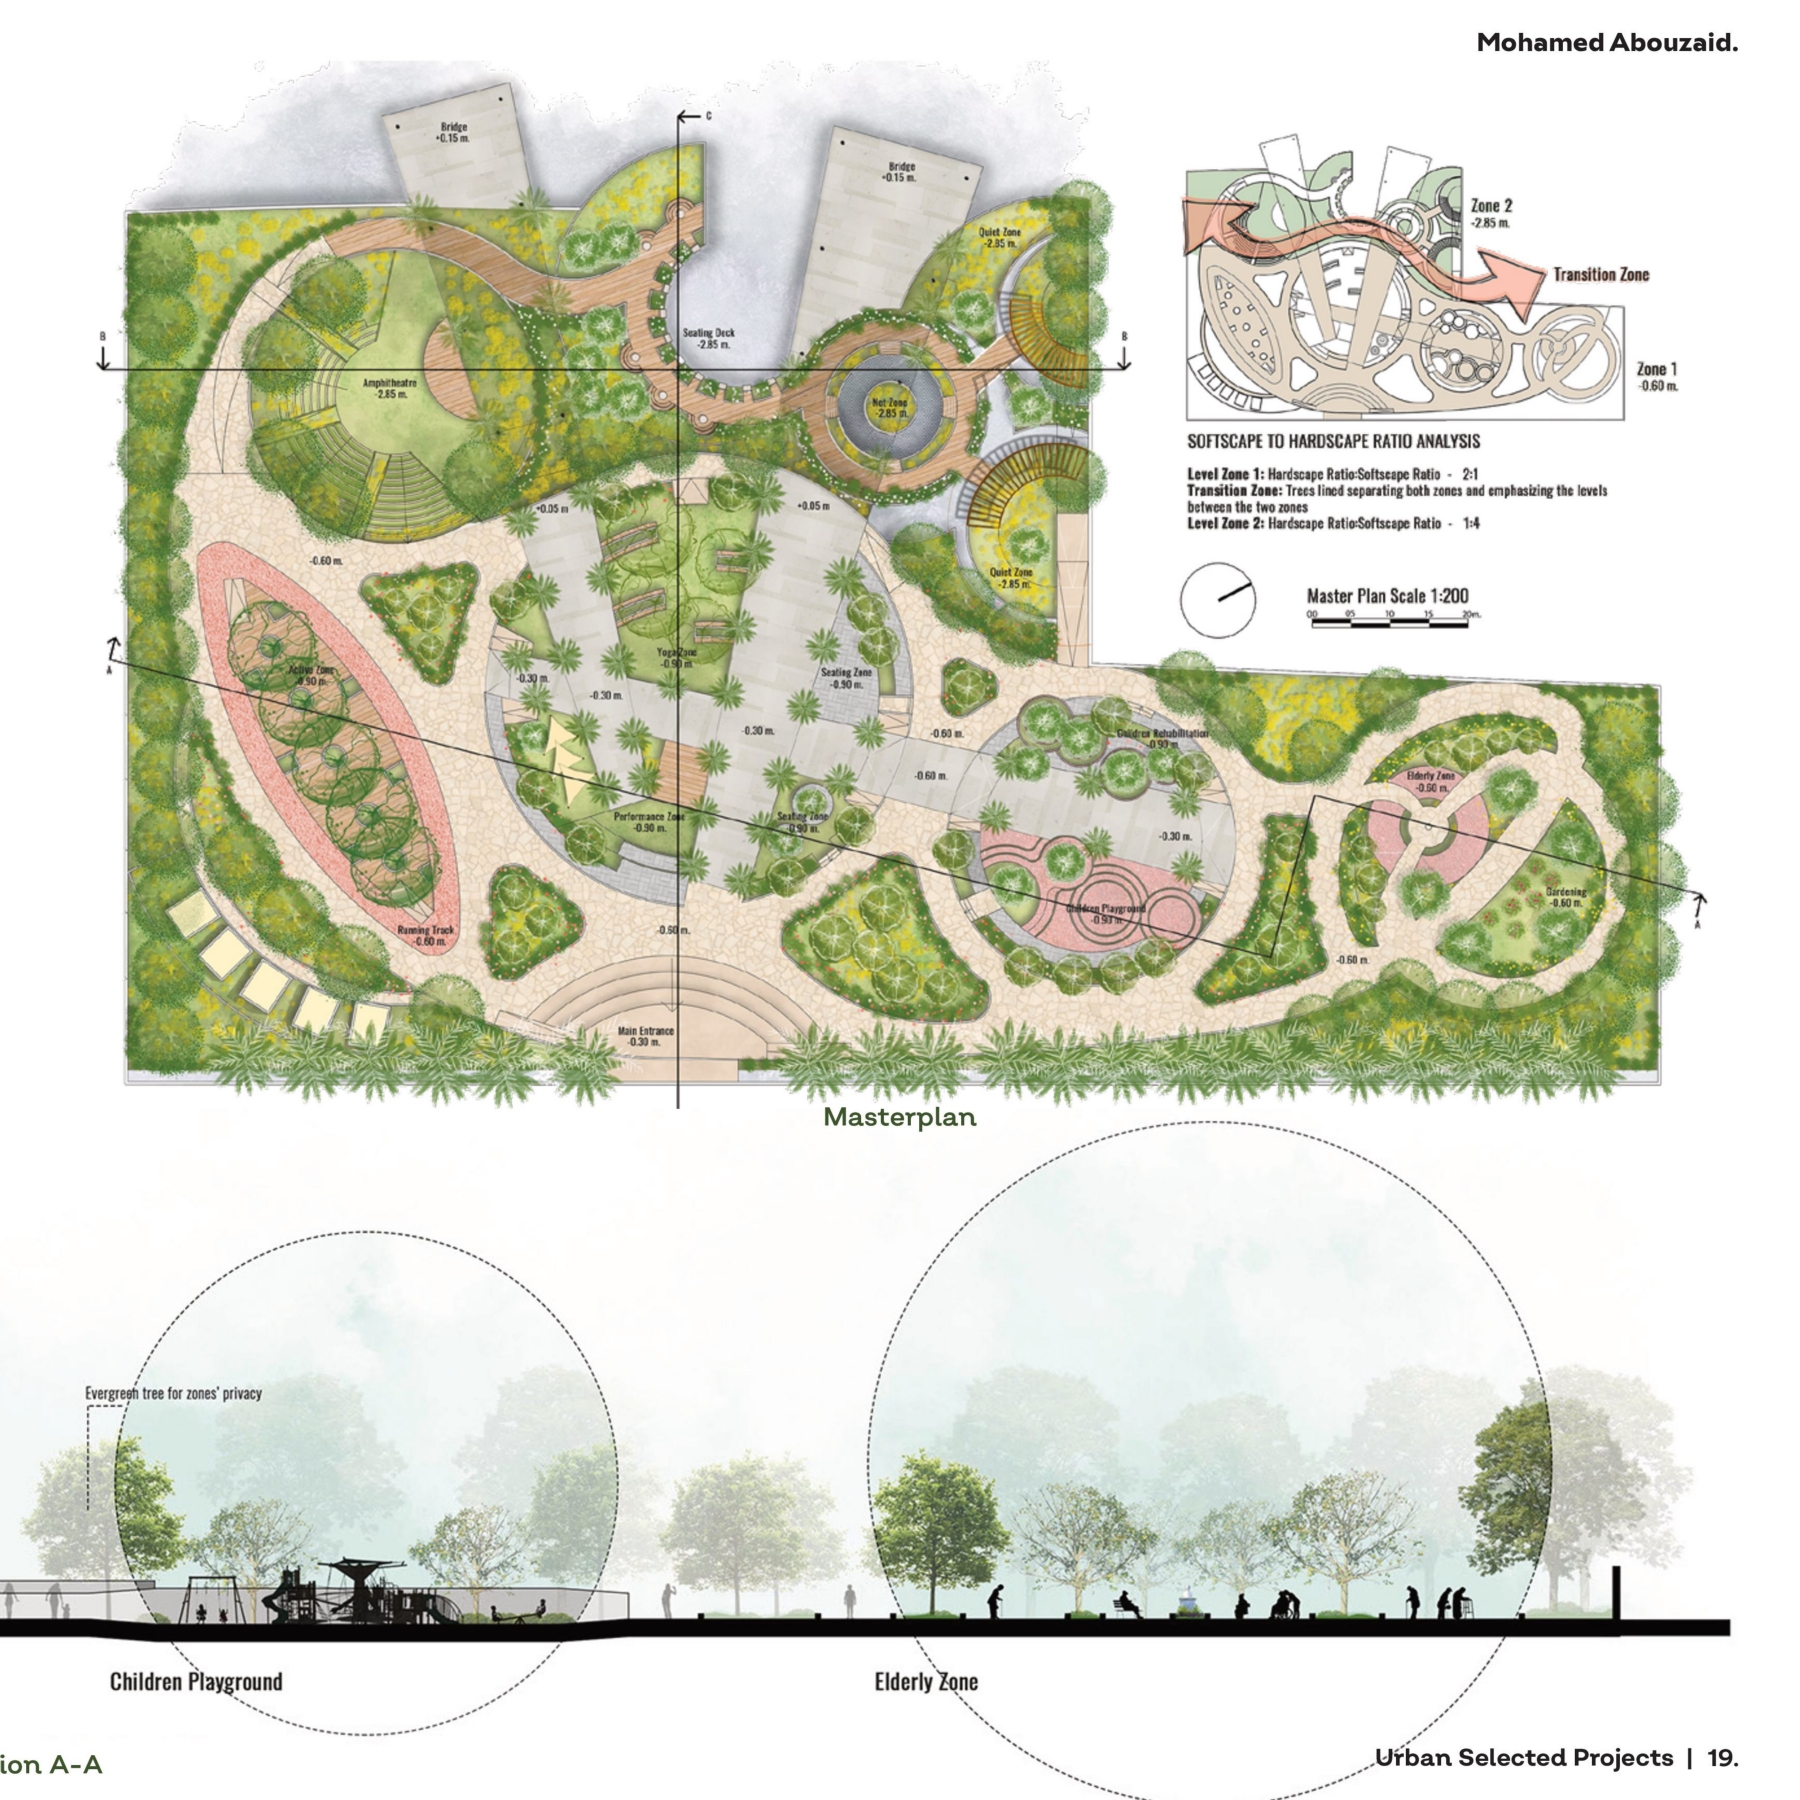 Mohamed Abouzaid.
Bridge
+0.15 m.
C
Bridge
+0.15 m.
Quiet Zone
-2.85 m.
Seating Deck
-2.85 m.
B
B
Amphitheatre
-2.85 m.
Net Zone
-2.85 m.
+0.05 m
+0.05 m
-0.60 m.
Quiet Zone
-2.85 m.
A
Active Zone
-0.90 m.
Yoga Zone
-0.90 m.
-0.30 m.
-0.30 m.
Seating Zone
-0.90 m.
-0.30 m.
-0.60 m.
Children Rehabilitation
-0.90 m.
-0.60 m.
Elderly Zone
-0.60 m.
Performance Zone
-0.90 m.
Seating Zone
-0.90 m.
-0.30 m.
Gardening
-0.60 m.
A
Children Playground
-0.90 m.
Running Track
-0.60 m.
-0.60 m.
-0.60 m.
Main Entrance
-0.30 m.
Zone 2
-2.85 m.
Transition Zone
Zone 1
-0.60 m.
SOFTSCAPE TO HARDSCAPE RATIO ANALYSIS
Level Zone 1: Hardscape Ratio:Softscape Ratio - 2:1
Transition Zone: Trees lined separating both zones and emphasizing the levels
between the two zones
Level Zone 2: Hardscape Ratio:Softscape Ratio - 1:4
Master Plan Scale 1:200
00 05 10 15 20m.
Masterplan
Evergreen tree for zones' privacy
Children Playground
Elderly Zone
ion A-A
Urban Selected Projects | 19.